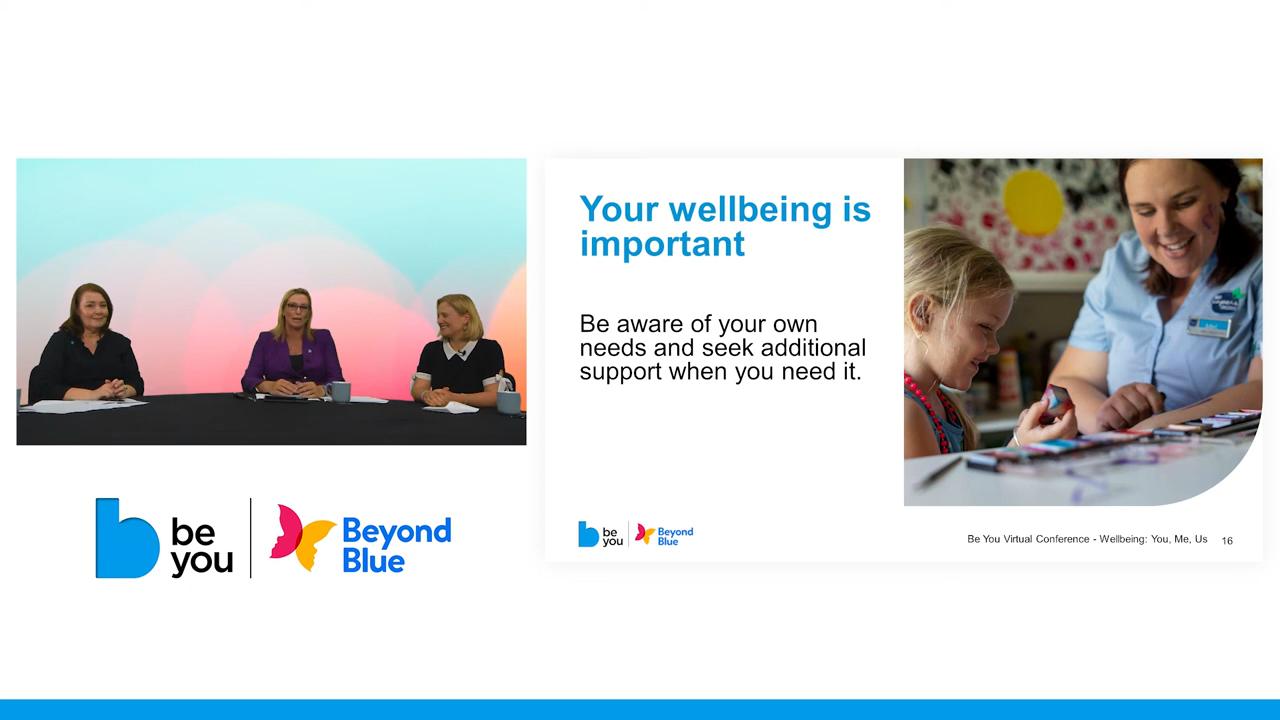 be
you
Beyond
Blue
Your wellbeing is
important
Be aware of your own
needs and seek additional
support when you need it.
be
you
Beyond
Blue
Be You Virtual Conference - Wellbeing: You, Me, Us
16